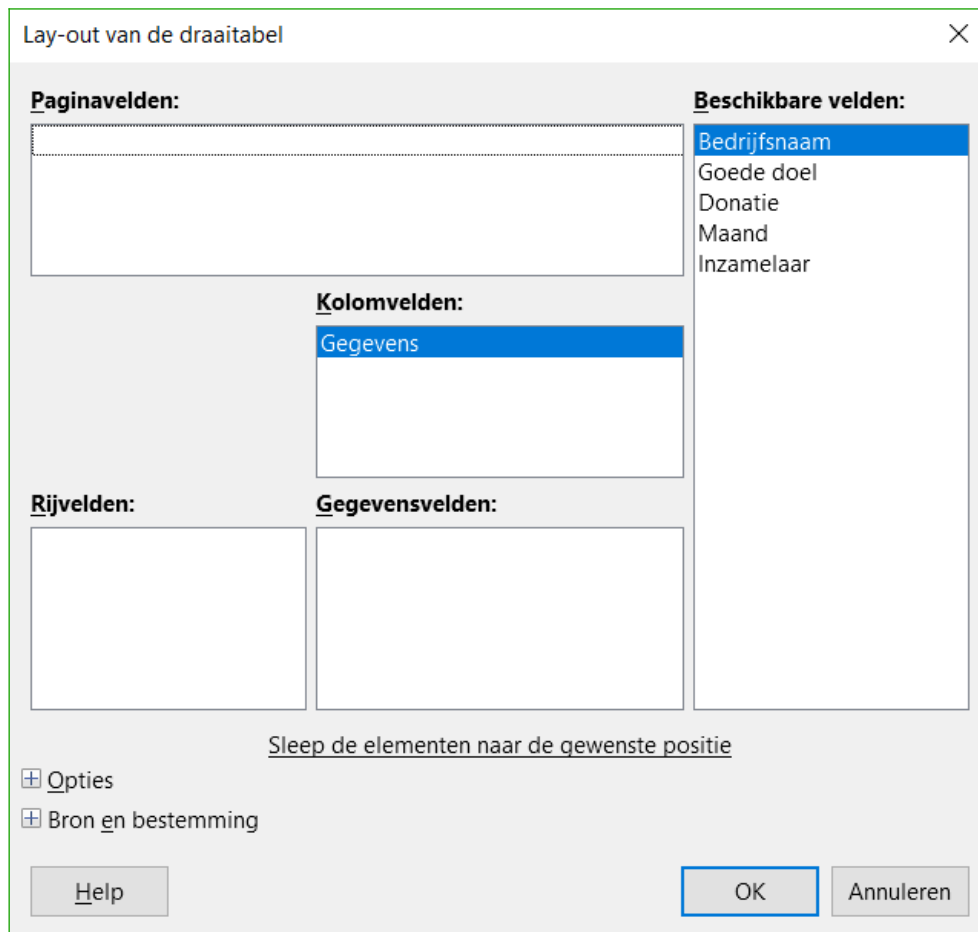 Lay-out van de draaitabel
Paginavelden:
Beschikbare velden:
Bedrijfsnaam
Goede doel
Donatie
Maand
Inzamelaar
Kolomvelden:
Gegevens
Rijvelden:
Gegevensvelden:
Sleep de elementen naar de gewenste positie
Opties
Bron en bestemming
Help
OK
Annuleren